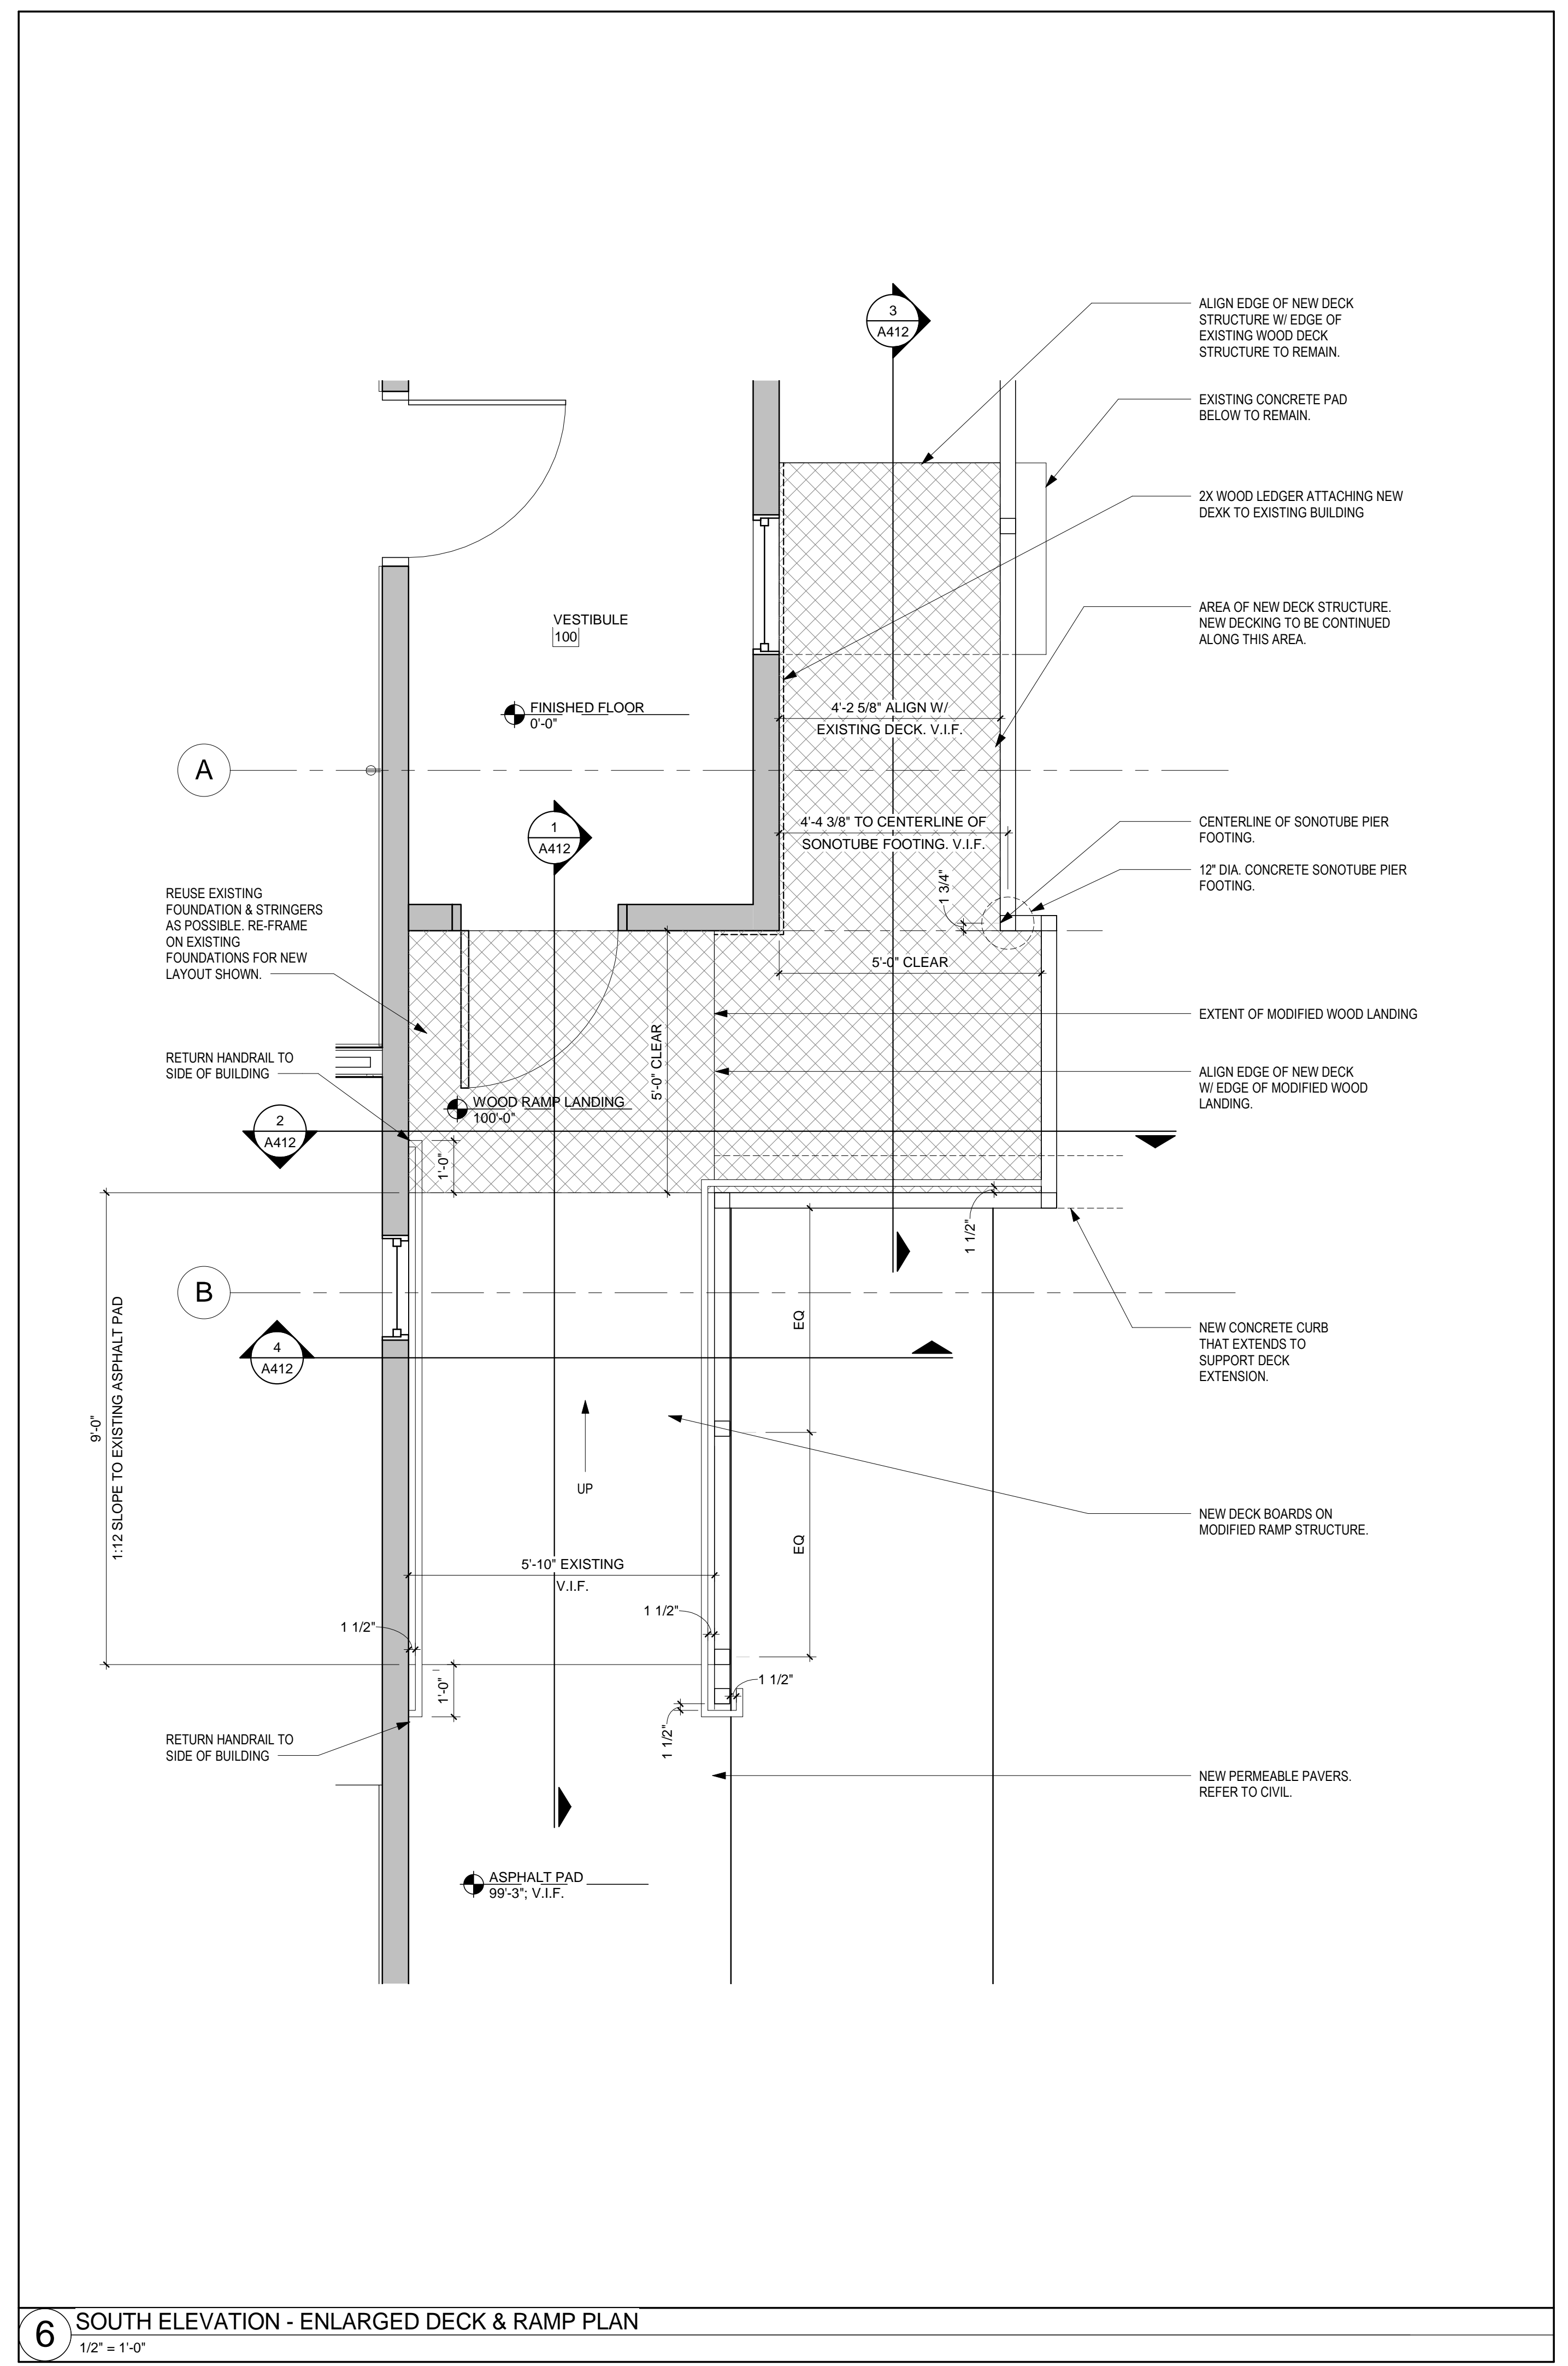 3
A412
ALIGN EDGE OF NEW DECK
STRUCTURE W/ EDGE OF
EXISTING WOOD DECK
STRUCTURE TO REMAIN.
EXISTING CONCRETE PAD
BELOW TO REMAIN.
2X WOOD LEDGER ATTACHING NEW
DEXK TO EXISTING BUILDING
AREA OF NEW DECK STRUCTURE.
NEW DECKING TO BE CONTINUED
ALONG THIS AREA.
VESTIBULE
100
FINISHED FLOOR
0'-0"
4'-2 5/8" ALIGN W/
EXISTING DECK. V.I.F.
A
1
A412
4'-4 3/8" TO CENTERLINE OF
SONOTUBE FOOTING. V.I.F.
CENTERLINE OF SONOTUBE PIER
FOOTING.
12" DIA. CONCRETE SONOTUBE PIER
FOOTING.
1 3/4"
REUSE EXISTING
FOUNDATION & STRINGERS
AS POSSIBLE. RE-FRAME
ON EXISTING
FOUNDATIONS FOR NEW
LAYOUT SHOWN.
5'-0" CLEAR
EXTENT OF MODIFIED WOOD LANDING
5'-0" CLEAR
RETURN HANDRAIL TO
SIDE OF BUILDING
ALIGN EDGE OF NEW DECK
W/ EDGE OF MODIFIED WOOD
LANDING.
WOOD RAMP LANDING
100'-0"
2
A412
1'-0"
1 1/2"
B
EQ
NEW CONCRETE CURB
THAT EXTENDS TO
SUPPORT DECK
EXTENSION.
4
A412
9'-0"
1:12 SLOPE TO EXISTING ASPHALT PAD
UP
NEW DECK BOARDS ON
MODIFIED RAMP STRUCTURE.
EQ
5'-10" EXISTING
V.I.F.
1 1/2"
1 1/2"
1'-0"
1 1/2"
1 1/2"
RETURN HANDRAIL TO
SIDE OF BUILDING
NEW PERMEABLE PAVERS.
REFER TO CIVIL.
ASPHALT PAD
99'-3"; V.I.F.
6
SOUTH ELEVATION - ENLARGED DECK & RAMP PLAN
1/2" = 1'-0"